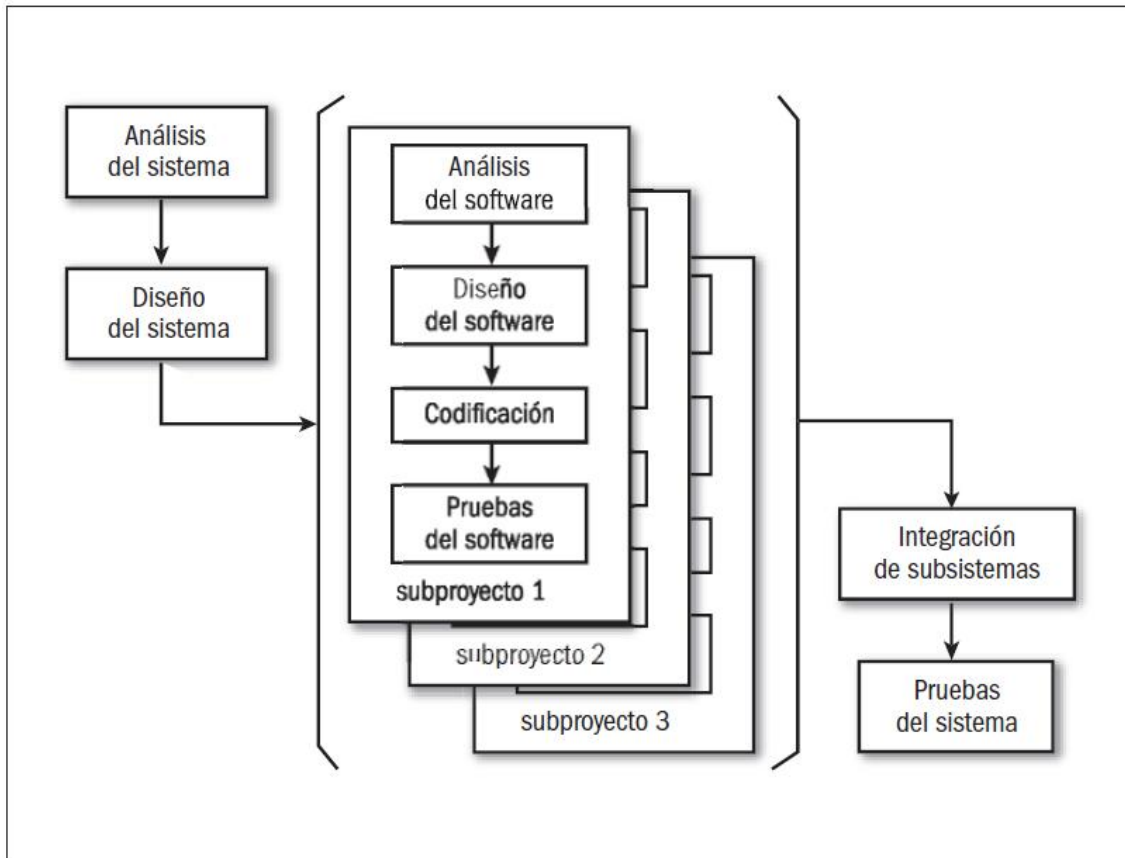 Análisis
del sistema
Diseño
del sistema
Análisis
del software
Diseño
del software
Codificación
Pruebas
del software
subproyecto 1
subproyecto 2
subproyecto 3
Integración
de subsistemas
Pruebas
del sistema